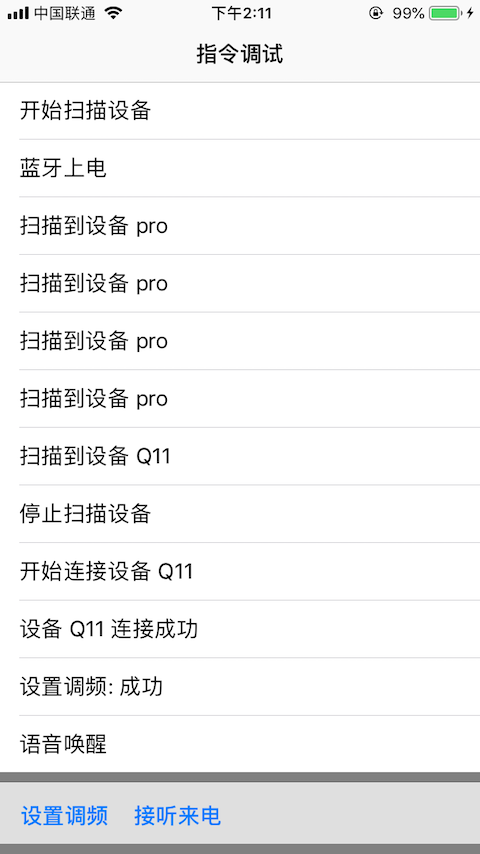 中国联通 下午2:11 99%
指令调试
开始扫描设备
蓝牙上电
扫描到设备 pro
扫描到设备 pro
扫描到设备 pro
扫描到设备 pro
扫描到设备 Q11
停止扫描设备
开始连接设备 Q11
设备 Q11 连接成功
设置调频: 成功
语音唤醒
设置调频 接听来电